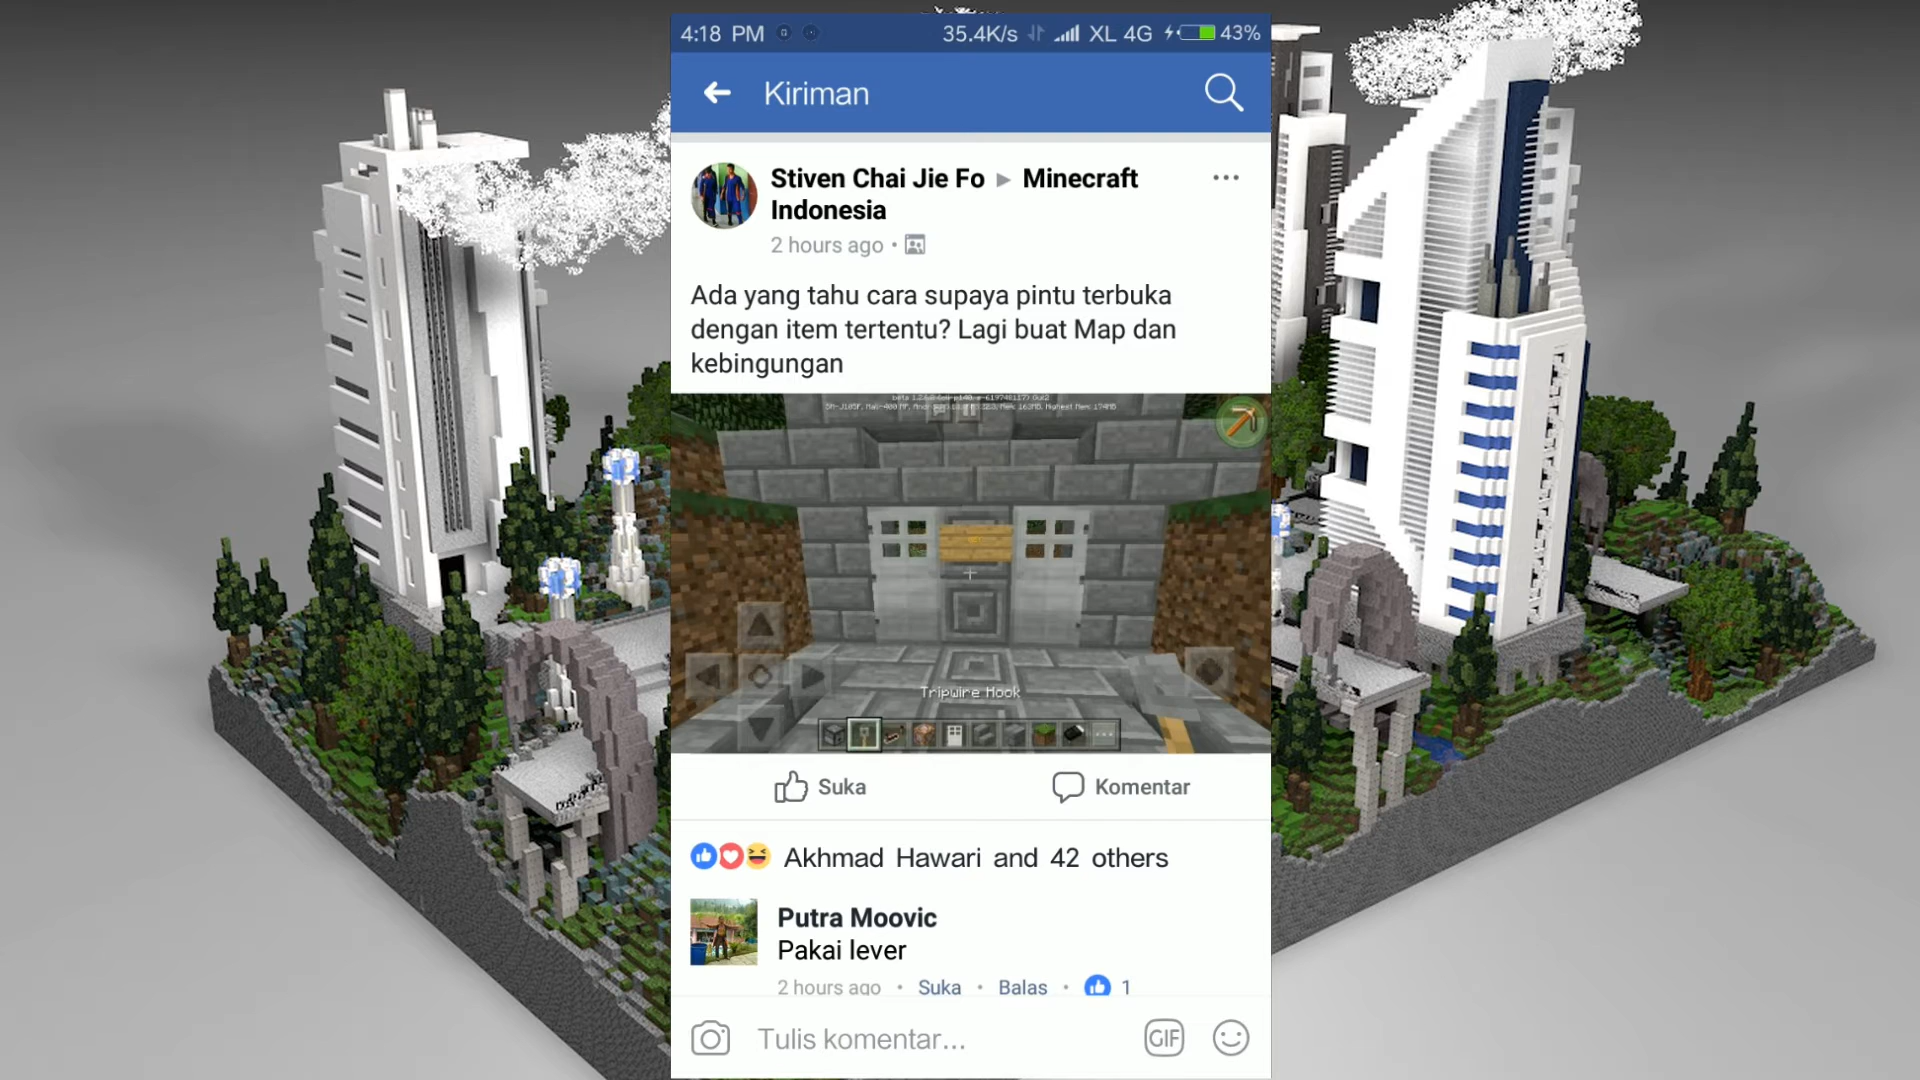 4:18 PM 35.4K/s XL 4G 43%
Kiriman
Stiven Chai Jie Fo ▸ Minecraft
Indonesia
2 hours ago
Ada yang tahu cara supaya pintu terbuka
dengan item tertentu? Lagi buat Map dan
kebingungan
Tripwire Hook
Suka Komentar
Akhmad Hawari and 42 others
Putra Moovic
Pakai lever
2 hours ago • Suka • Balas • 1
Tulis komentar... GIF